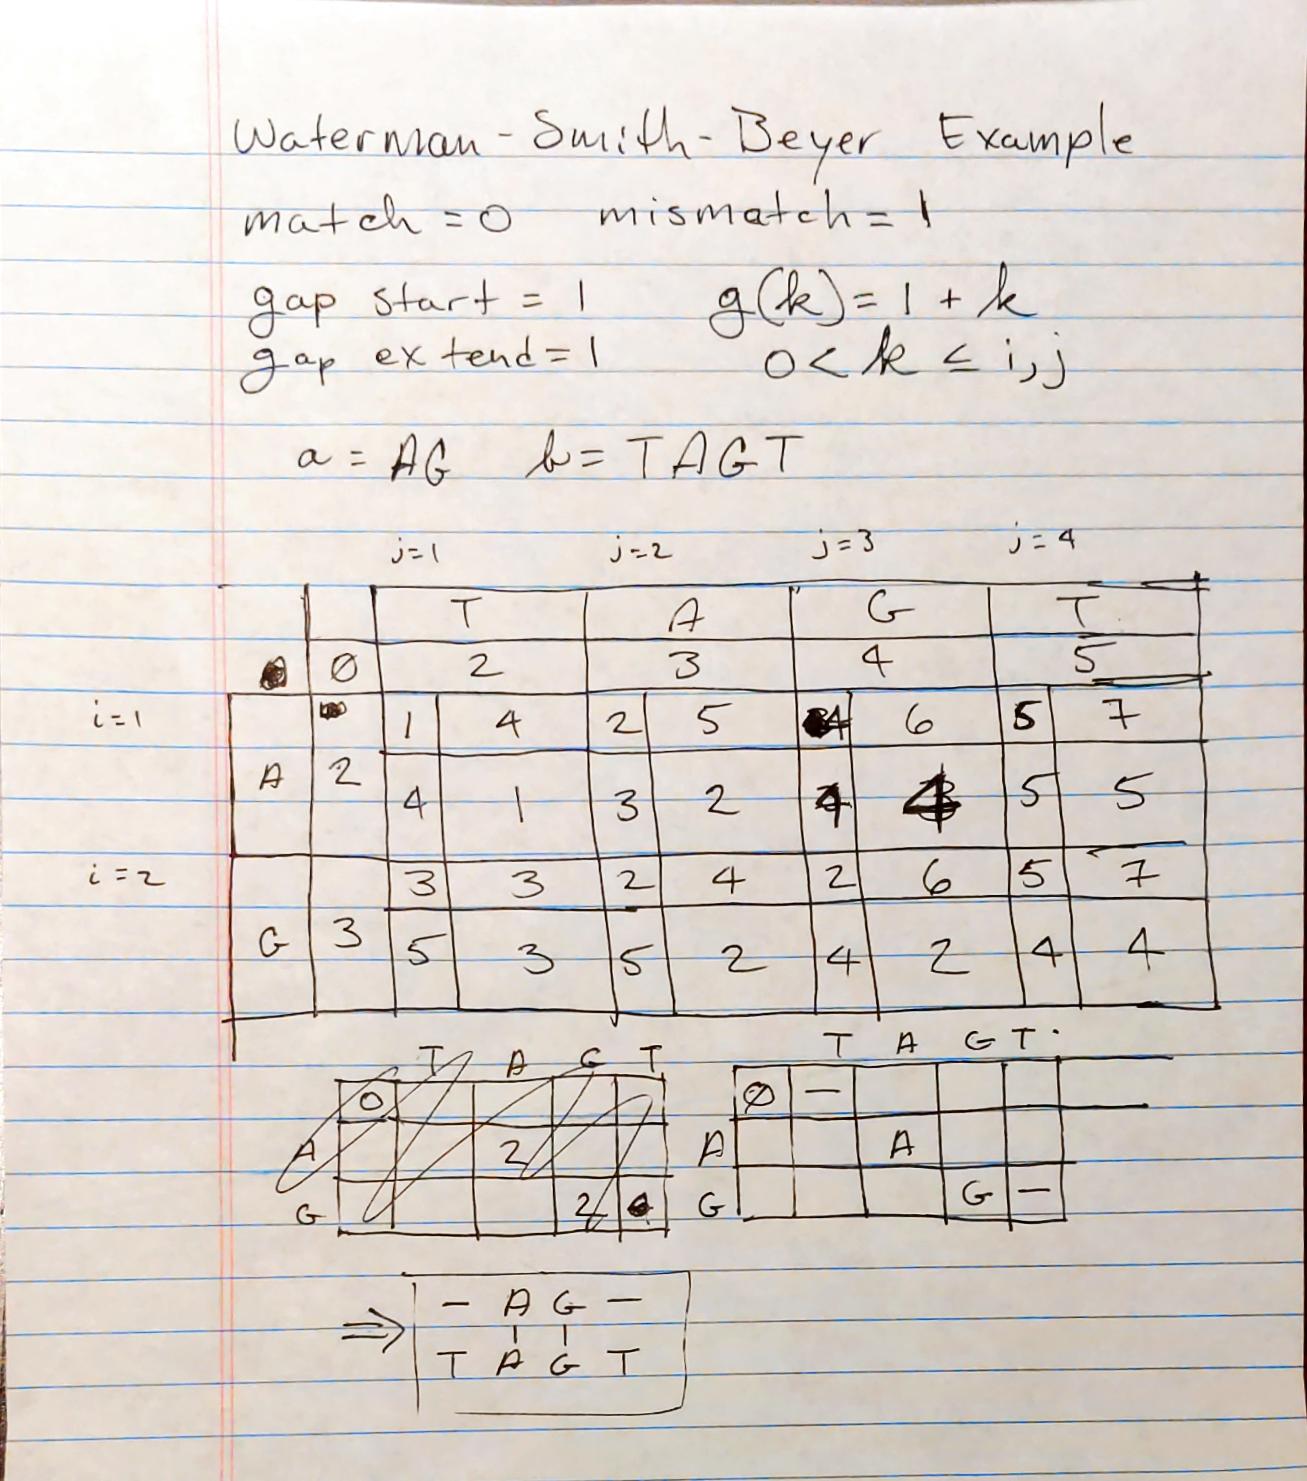 Waterman-Smith-Beyer Example
match = 0 mismatch = 1
gap start = 1 g(k) = 1 + k
gap extend = 1 0 < k ≤ i,j
a = AG b = TAGT
j=1 j=2 j=3 j=4
T A G T
0 2 3 4 5
i=1 1 4 2 5 4 6 5 7
A 2 4 1 3 2 4 4 5 5
i=2 3 3 2 4 2 6 5 7
G 3 5 3 5 2 4 2 4 4
T A G T
0
A 2
G 2
T A G T
0 —
A A
G G —
⇒ — A G —
| |
T A G T